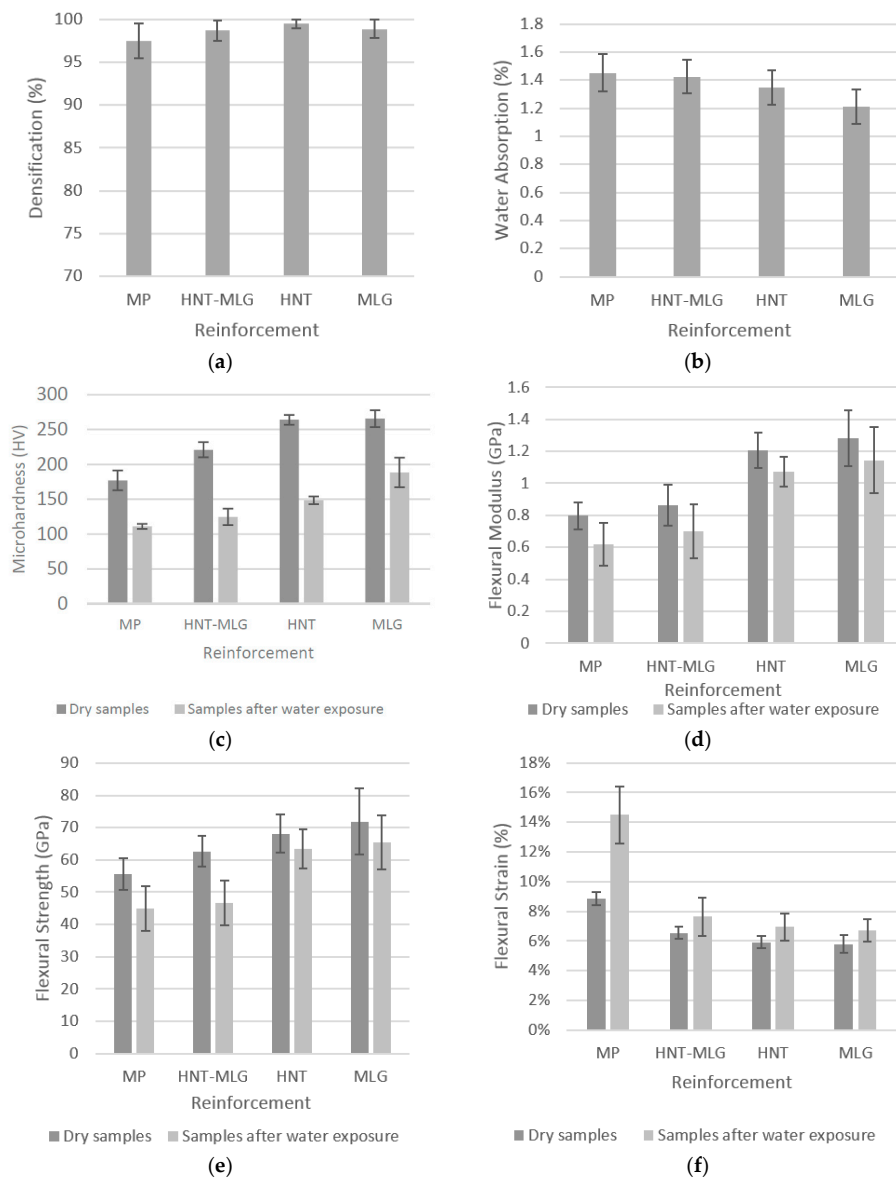 Densification (%)
100
95
90
85
80
75
70
MP HNT-MLG HNT MLG
Reinforcement
(a)
Water Absorption (%)
1.8
1.6
1.4
1.2
1
0.8
0.6
0.4
0.2
0
MP HNT-MLG HNT MLG
Reinforcement
(b)
Microhardness (HV)
300
250
200
150
100
50
0
MP HNT-MLG HNT MLG
Reinforcement
Dry samples Samples after water exposure
(c)
Flexural Modulus (GPa)
1.6
1.4
1.2
1
0.8
0.6
0.4
0.2
0
MP HNT-MLG HNT MLG
Reinforcement
Dry samples Samples after water exposure
(d)
Flexural Strength (GPa)
90
80
70
60
50
40
30
20
10
0
MP HNT-MLG HNT MLG
Reinforcement
Dry samples Samples after water exposure
(e)
Flexural Strain (%)
18%
16%
14%
12%
10%
8%
6%
4%
2%
0%
MP HNT-MLG HNT MLG
Reinforcement
Dry samples Samples after water exposure
(f)